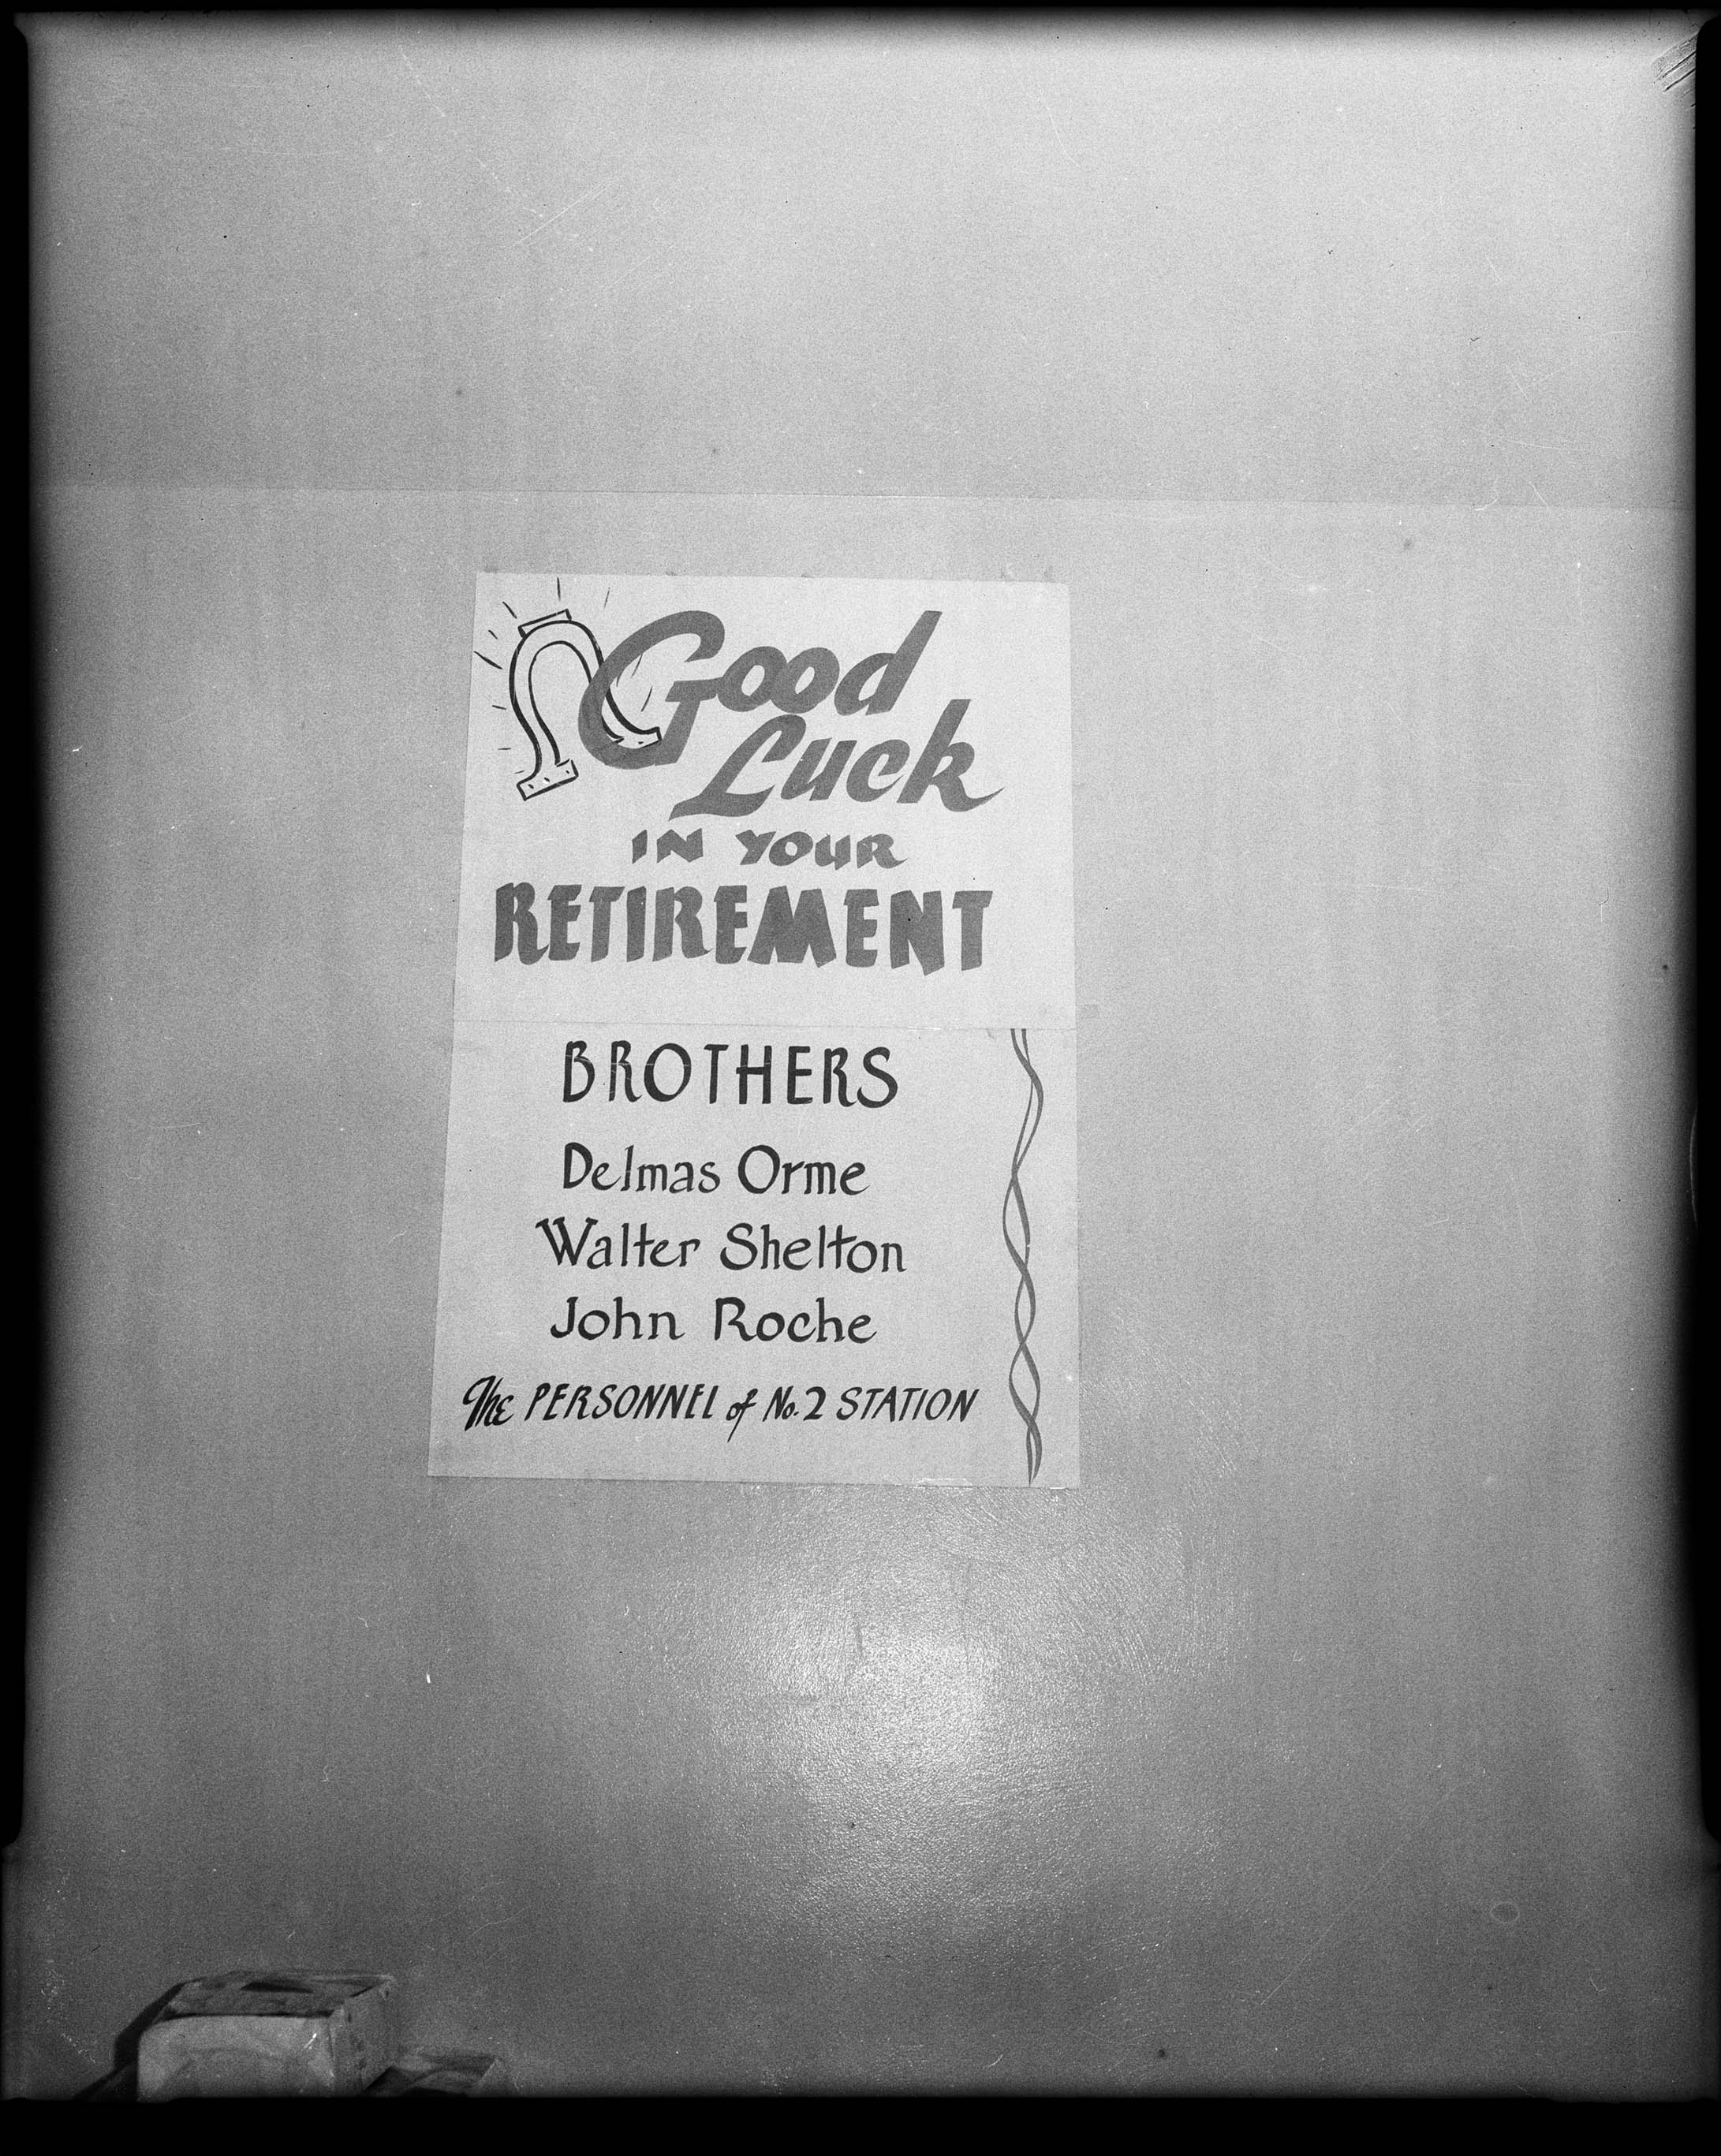 Good
Luck
IN YOUR
RETIREMENT
BROTHERS
Delmas Orme
Walter Shelton
John Roche
The PERSONNEL of No. 2 STATION